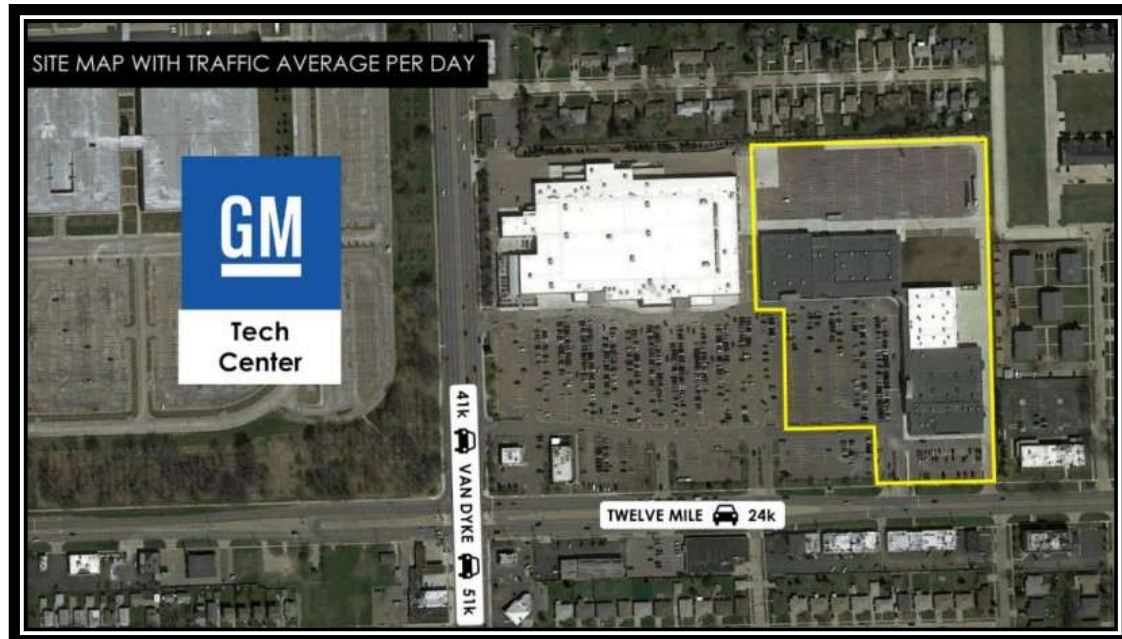 SITE MAP WITH TRAFFIC AVERAGE PER DAY
GM
Tech
Center
41k VAN DYKE 51k
TWELVE MILE 24k